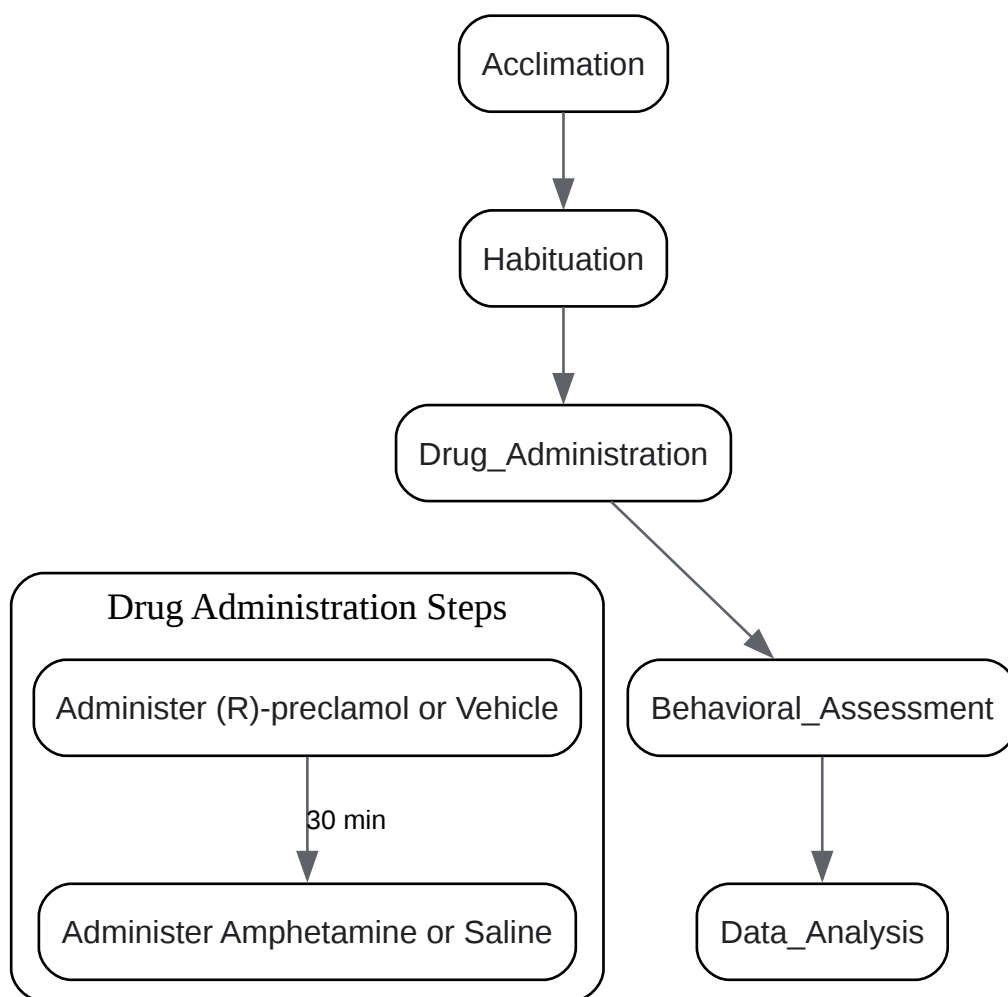 Acclimation
Habituation
Drug_Administration
Drug Administration Steps
Administer (R)-preclamol or Vehicle
Behavioral_Assessment
30 min
Administer Amphetamine or Saline
Data_Analysis